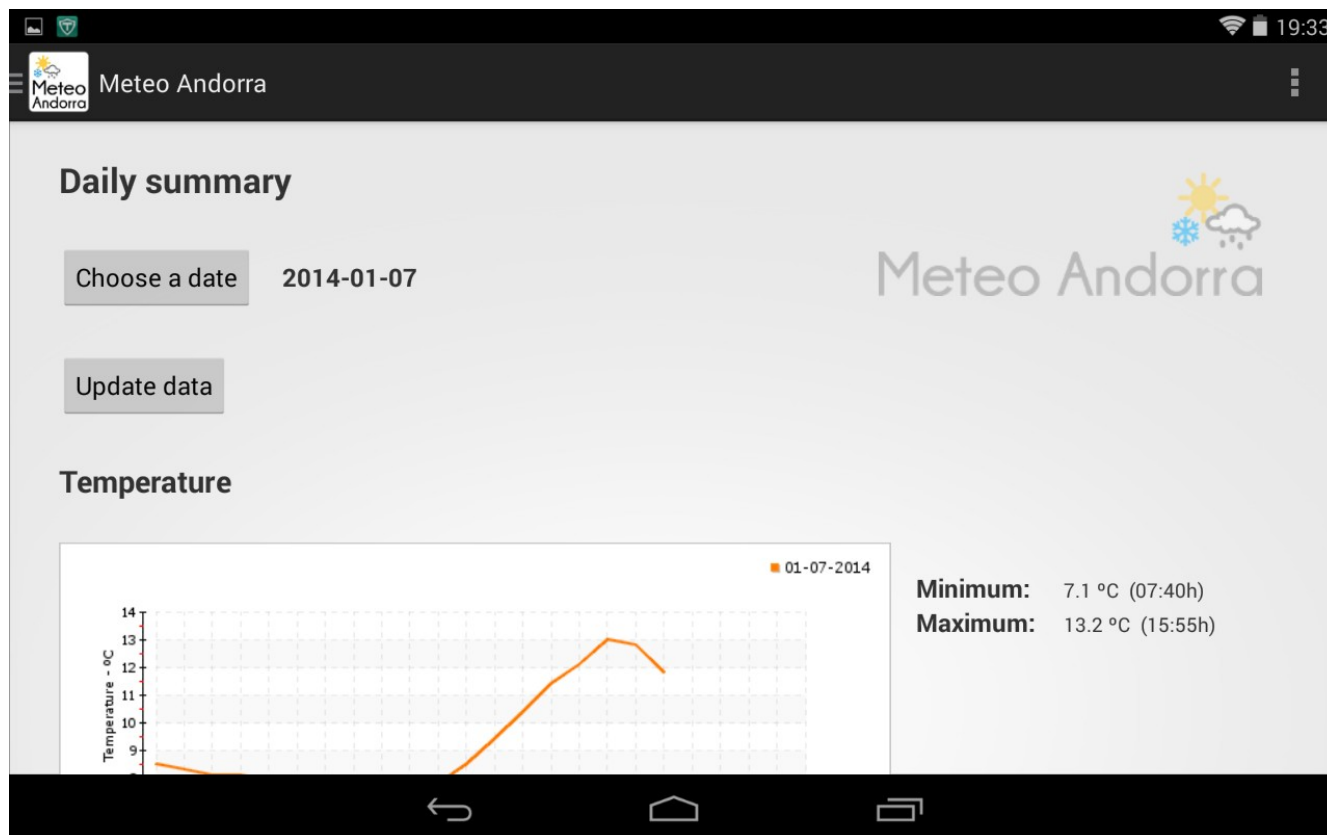 19:33
Meteo
Andorra
Meteo Andorra
Daily summary
Choose a date 2014-01-07
Meteo Andorra
Update data
Temperature
01-07-2014
Minimum: 7.1 ºC (07:40h)
Maximum: 13.2 ºC (15:55h)
Temperature - ºC
14
13
12
11
10
9